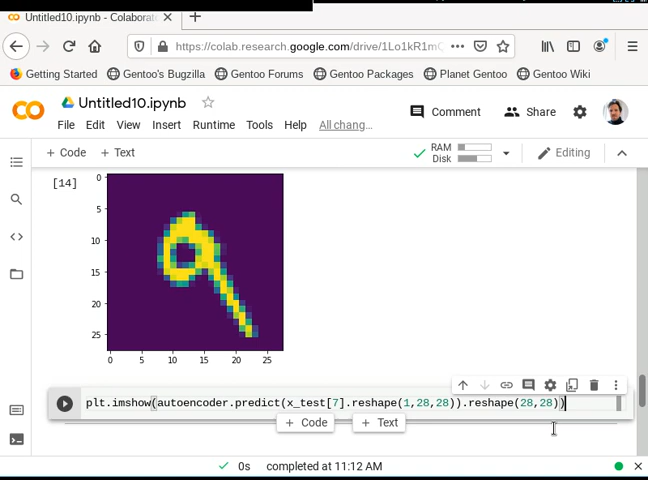 Untitled10.ipynb - Colaborat
https://colab.research.google.com/drive/1Lo1kR1mC
Getting Started Gentoo's Bugzilla Gentoo Forums Gentoo Packages Planet Gentoo Gentoo Wiki
Untitled10.ipynb
Comment Share
File Edit View Insert Runtime Tools Help All chang...
+ Code + Text RAM Disk Editing
[14]
0
5
10
15
20
25
0 5 10 15 20 25
plt.imshow(autoencoder.predict(x_test[7].reshape(1,28,28)).reshape(28,28))
+ Code + Text
0s completed at 11:12 AM